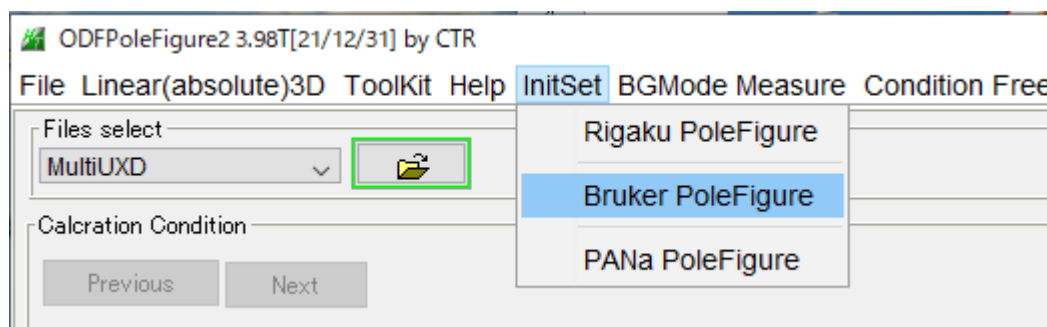 ODFPoleFigure2 3.98T[21/12/31] by CTR
File Linear(absolute)3D ToolKit Help InitSet BGMode Measure Condition Free
Files select
MultiUXD
Rigaku PoleFigure
Bruker PoleFigure
PANa PoleFigure
Calcration Condition
Previous Next